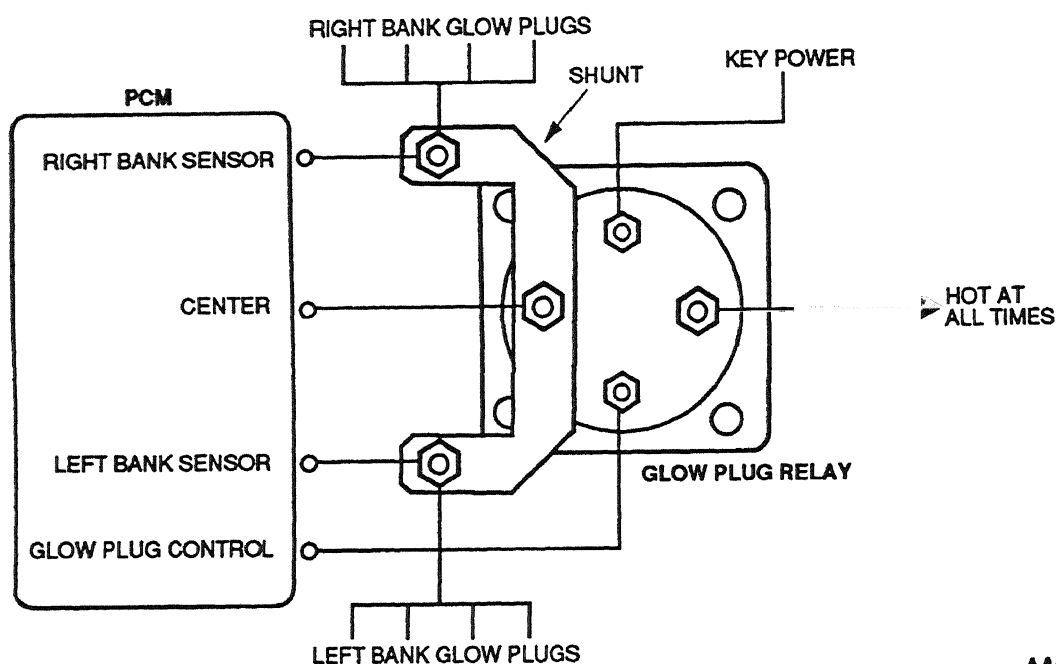 RIGHT BANK GLOW PLUGS
KEY POWER
SHUNT
PCM
RIGHT BANK SENSOR
CENTER
HOT AT
ALL TIMES
LEFT BANK SENSOR
GLOW PLUG RELAY
GLOW PLUG CONTROL
LEFT BANK GLOW PLUGS